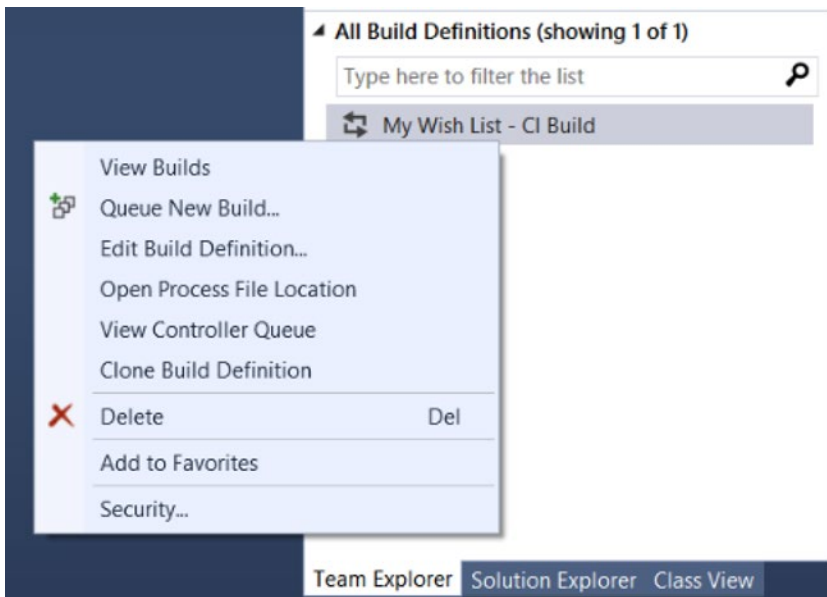 All Build Definitions (showing 1 of 1)
Type here to filter the list
My Wish List - CI Build
View Builds
Queue New Build...
Edit Build Definition...
Open Process File Location
View Controller Queue
Clone Build Definition
Delete Del
Add to Favorites
Security...
Team Explorer Solution Explorer Class View